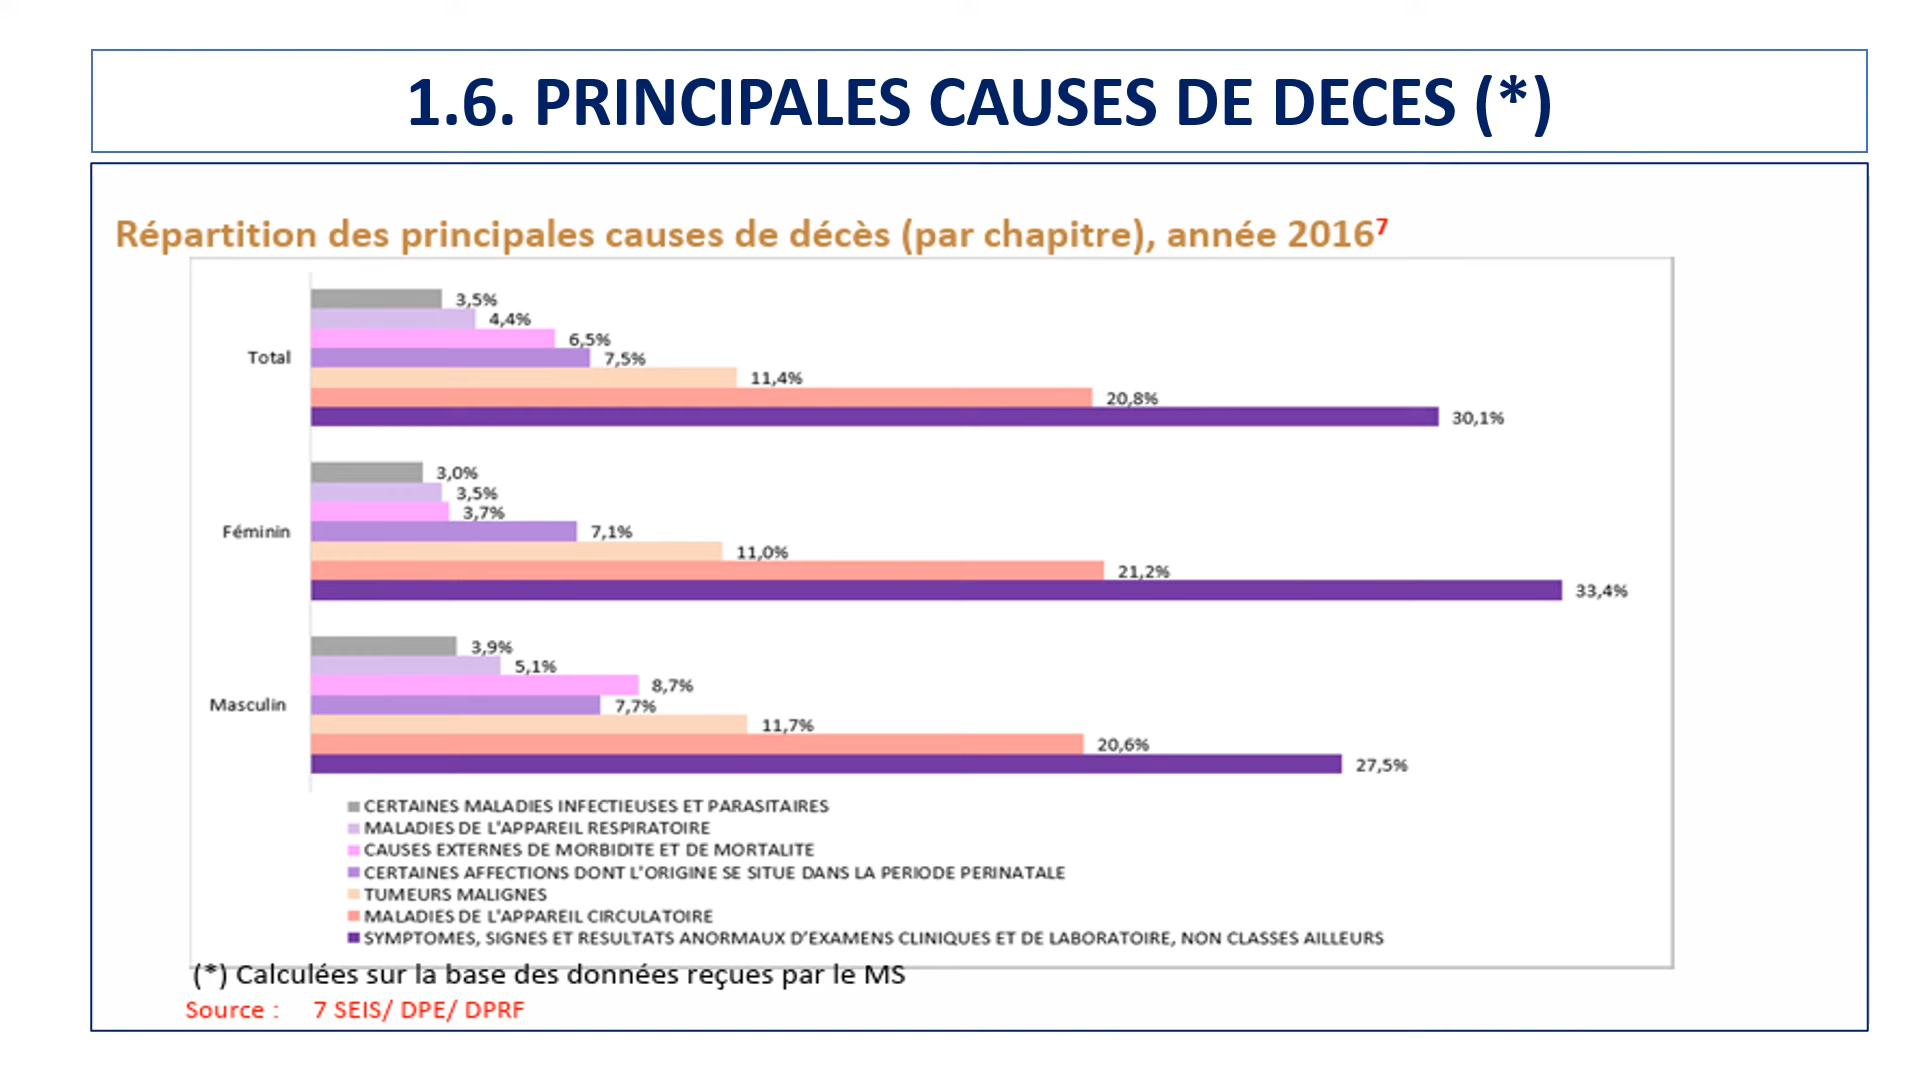 1.6. PRINCIPALES CAUSES DE DECES (*)
Répartition des principales causes de décès (par chapitre), année 2016⁷
3,5%
4,4%
6,5%
Total
7,5%
11,4%
20,8%
30,1%
3,0%
3,5%
3,7%
Féminin
7,1%
11,0%
21,2%
33,4%
3,9%
5,1%
8,7%
Masculin
7,7%
11,7%
20,6%
27,5%
CERTAINES MALADIES INFECTIEUSES ET PARASITAIRES
MALADIES DE L'APPAREIL RESPIRATOIRE
CAUSES EXTERNES DE MORBIDITE ET DE MORTALITE
CERTAINES AFFECTIONS DONT L'ORIGINE SE SITUE DANS LA PERIODE PERINATALE
TUMEURS MALIGNES
MALADIES DE L'APPAREIL CIRCULATOIRE
SYMPTOMES, SIGNES ET RESULTATS ANORMAUX D'EXAMENS CLINIQUES ET DE LABORATOIRE, NON CLASSES AILLEURS
(*) Calculées sur la base des données reçues par le MS
Source : 7 SEIS/ DPE/ DPRF